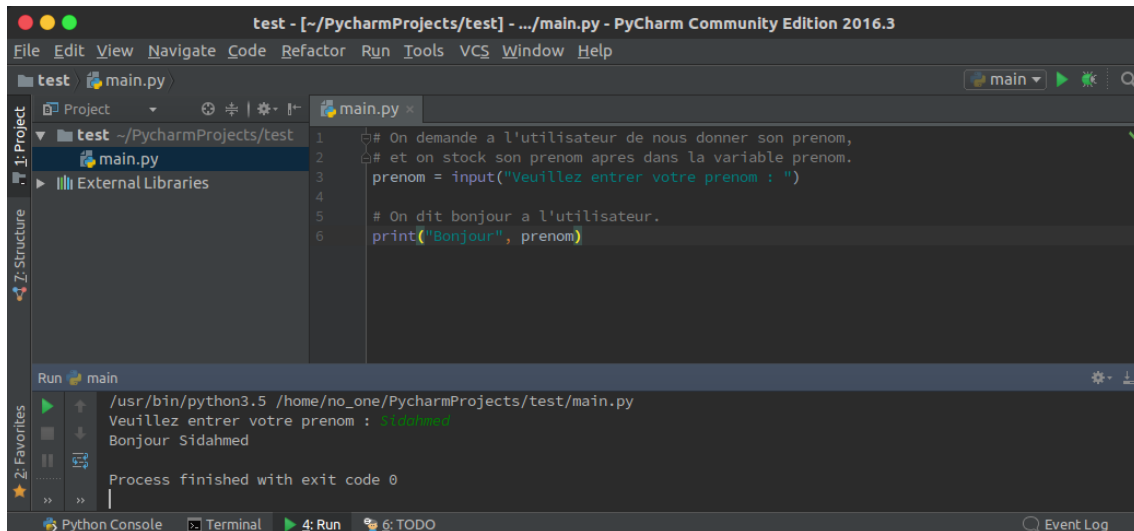 test - [~/PycharmProjects/test] - .../main.py - PyCharm Community Edition 2016.3
File Edit View Navigate Code Refactor Run Tools VCS Window Help
test main.py main
1: Project
Project
main.py ×
test ~/PycharmProjects/test
main.py
External Libraries
1 # On demande a l'utilisateur de nous donner son prenom,
2 # et on stock son prenom apres dans la variable prenom.
3 prenom = input("Veuillez entrer votre prenom : ")
4
5 # On dit bonjour a l'utilisateur.
6 print("Bonjour", prenom)
7: Structure
Run main
/usr/bin/python3.5 /home/no_one/PycharmProjects/test/main.py
Veuillez entrer votre prenom : Sidahmed
Bonjour Sidahmed
Process finished with exit code 0
2: Favorites
Python Console Terminal 4: Run 6: TODO Event Log